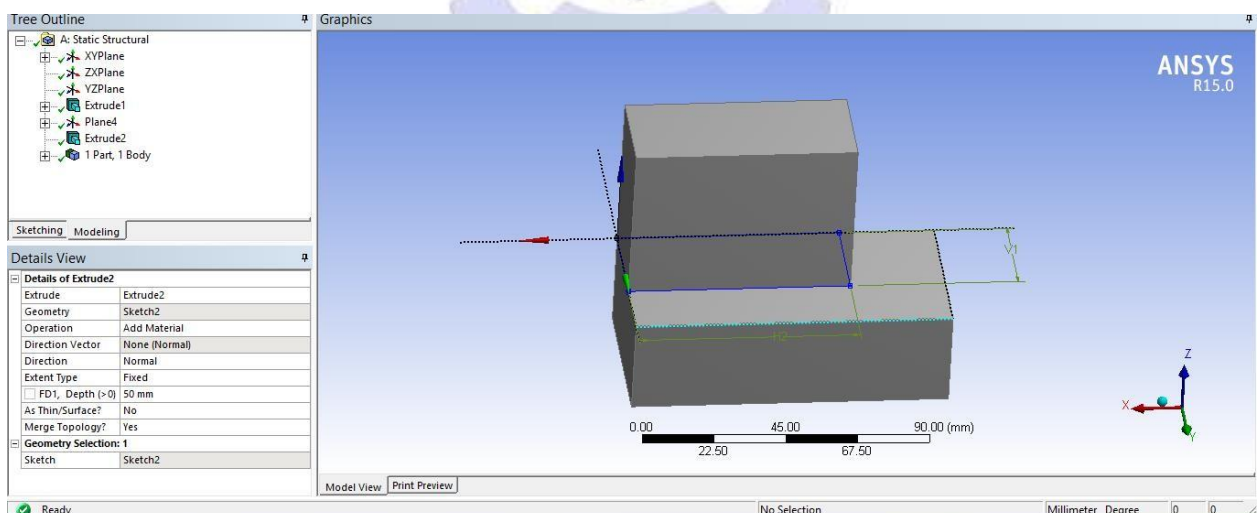 Tree Outline
A: Static Structural
XYPlane
ZXPlane
YZPlane
Extrude1
Plane4
Extrude2
1 Part, 1 Body
Sketching Modeling
Details View
Details of Extrude2
Extrude Extrude2
Geometry Sketch2
Operation Add Material
Direction Vector None (Normal)
Direction Normal
Extent Type Fixed
FD1, Depth (>0) 50 mm
As Thin/Surface? No
Merge Topology? Yes
Geometry Selection: 1
Sketch Sketch2
Graphics
ANSYS
R15.0
V1
H2
Z
X
Y
0.00 45.00 90.00 (mm)
22.50 67.50
Model View Print Preview
Ready No Selection Millimeter Degree 0 0